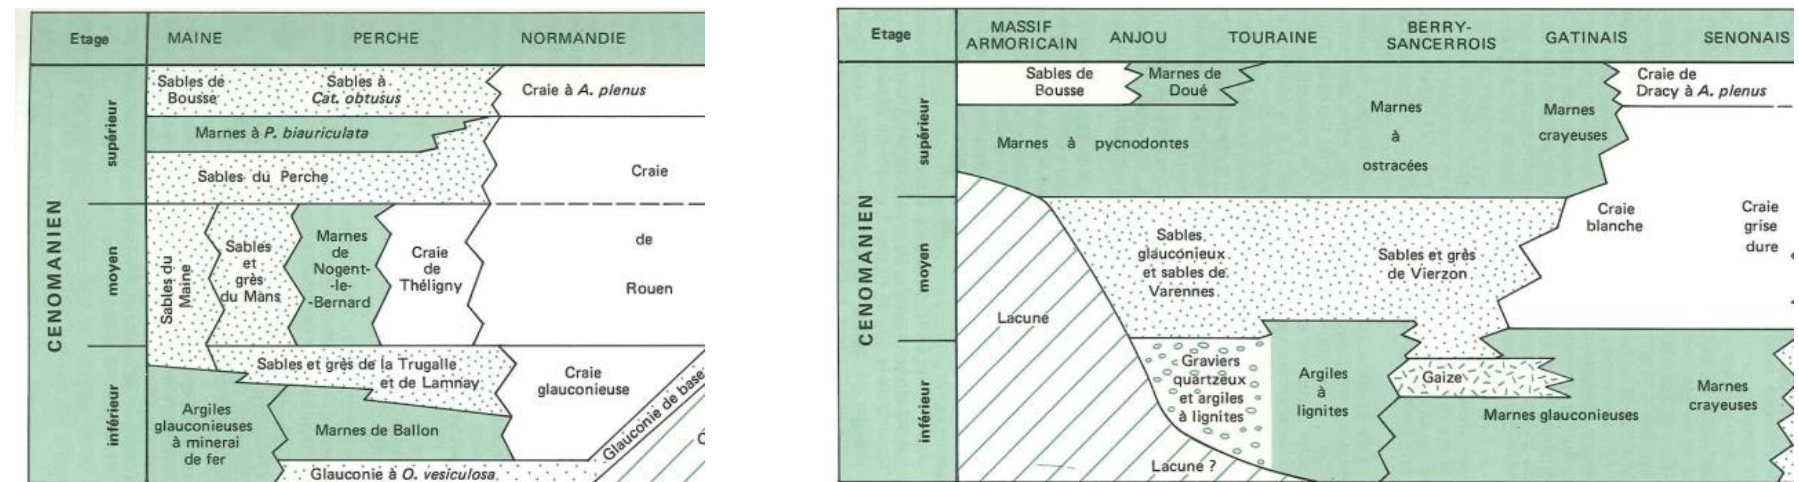 Etage
MAINE
PERCHE
NORMANDIE
CENOMANIEN
supérieur
moyen
inférieur
Sables de
Bousse
Sables à
Cat. obtusus
Craie à A. plenus
Marnes à P. biauriculata
Sables du Perche
Craie
de
Rouen
Sables du
Maine
Sables
et
grès
du Mans
Marnes
de
Nogent-
-le-
-Bernard
Craie
de
Théligny
Sables et grès de la Trugalle
et de Lamnay
Craie
glauconieuse
Glauconie de base
Argiles
glauconieuses
à minerai
de fer
Marnes de Ballon
Glauconie à O. vesiculosa
Etage
MASSIF
ARMORICAIN
ANJOU
TOURAINE
BERRY-
SANCERROIS
GATINAIS
SENONAIS
CENOMANIEN
supérieur
moyen
inférieur
Sables de
Bousse
Marnes de
Doué
Craie de
Dracy à A. plenus
Marnes à pycnodontes
Marnes
à
ostracées
Marnes
crayeuses
Craie
blanche
Craie
grise
dure
Sables
glauconieux
et sables de
Varennes
Sables et grès
de Vierzon
Lacune
Graviers
quartzeux
et argiles
à lignites
Argiles
à
lignites
Gaize
Marnes
crayeuses
Marnes glauconieuses
Lacune ?